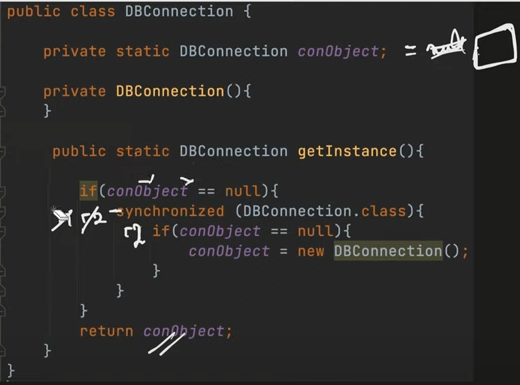 public class DBConnection {
private static DBConnection conObject; = null
private DBConnection(){
}
public static DBConnection getInstance(){
if(conObject == null){
synchronized (DBConnection.class){
if(conObject == null){
conObject = new DBConnection();
}
}
}
return conObject;
}
}